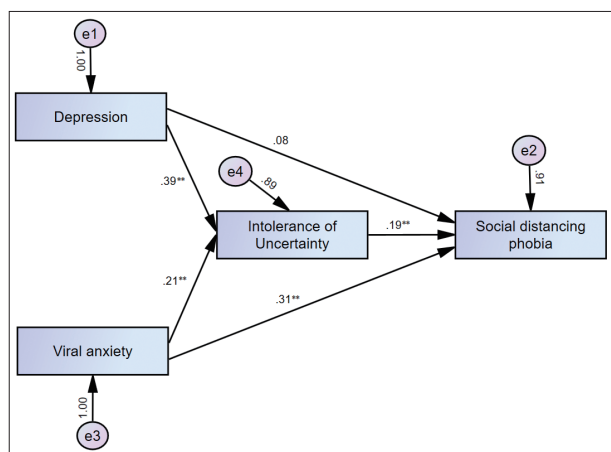 e1
1.00
Depression
.08
e2
.39**
e4
.89
.91
Intolerance of
Uncertainty
.19**
Social distancing
phobia
.21**
.31**
Viral anxiety
1.00
e3